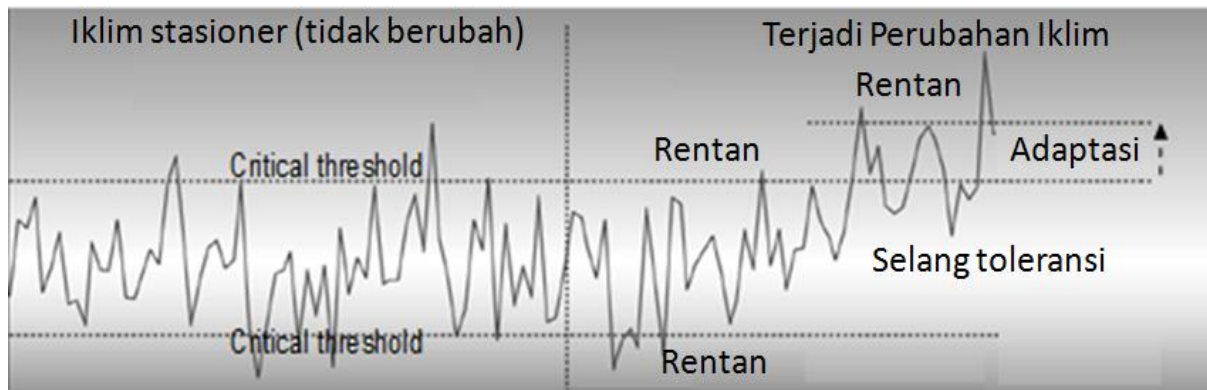 Iklim stasioner (tidak berubah)
Terjadi Perubahan Iklim
Rentan
Critical threshold
Rentan
Adaptasi
Selang toleransi
Critical threshold
Rentan